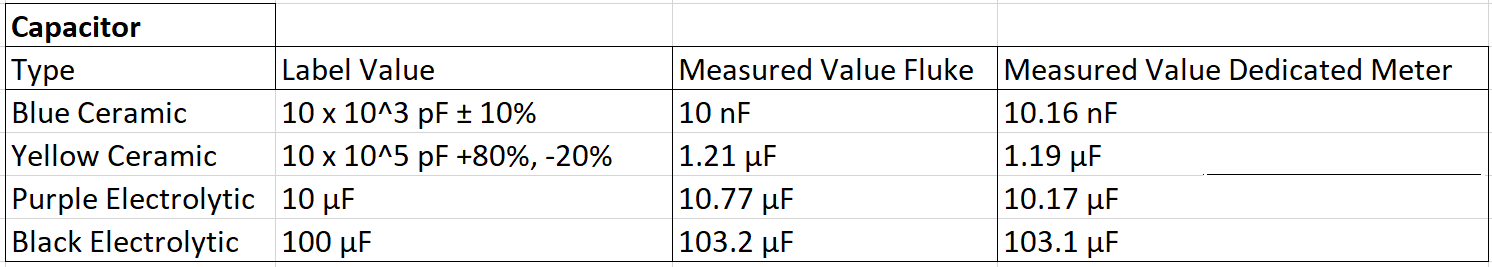 Capacitor
Type Label Value Measured Value Fluke Measured Value Dedicated Meter
Blue Ceramic 10 x 10^3 pF ± 10% 10 nF 10.16 nF
Yellow Ceramic 10 x 10^5 pF +80%, -20% 1.21 µF 1.19 µF
Purple Electrolytic 10 µF 10.77 µF 10.17 µF
Black Electrolytic 100 µF 103.2 µF 103.1 µF